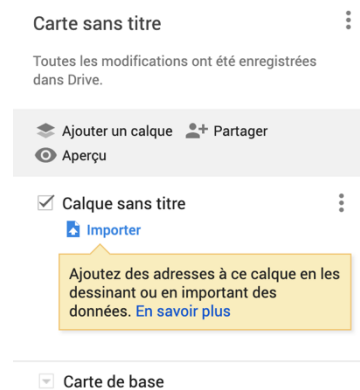 Carte sans titre
Toutes les modifications ont été enregistrées
dans Drive.
Ajouter un calque Partager
Aperçu
Calque sans titre
Importer
Ajoutez des adresses à ce calque en les
dessinant ou en important des
données. En savoir plus
Carte de base